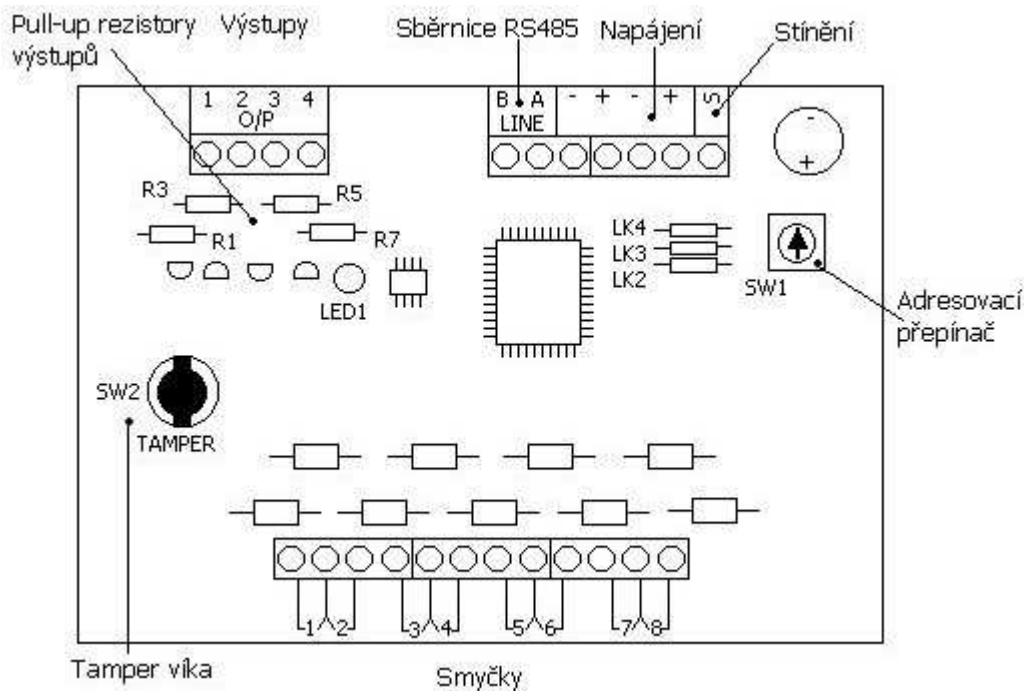 Pull-up rezistory
výstupů
Výstupy
Sběrnice RS485
Napájení
Stínění
1 2 3 4
O/P
B A - + - + S
LINE
-
+
R3
R5
R1
R7
LK4
LK3
LK2
LED1
SW1
Adresovací
přepínač
SW2
TAMPER
1 2 3 4 5 6 7 8
Tamper víka
Smyčky